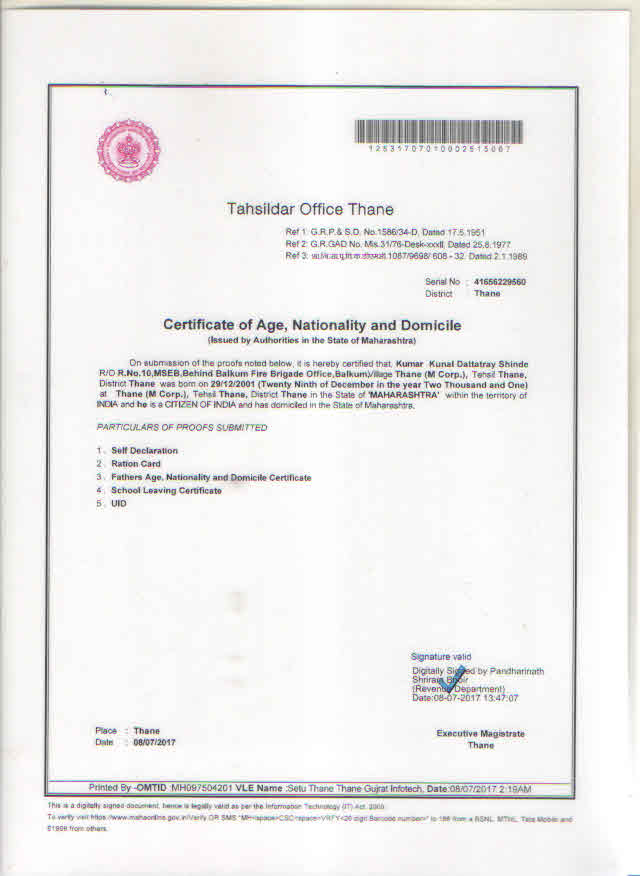 12531707010002515067
Tahsildar Office Thane
Ref 1: G.R.P.& S.D. No.1586/34-D, Dated 17.5.1951
Ref 2: G.R.GAD No. Mis.31/76-Desk-xxxII, Dated 25.8.1977
Ref 3: 1087/9698/ 608 - 32. Dated 2.1.1989
Serial No : 41656229560
District : Thane
Certificate of Age, Nationality and Domicile
(Issued by Authorities in the State of Maharashtra)
On submission of the proofs noted below, it is hereby certified that, Kumar Kunal Dattatray Shinde
R/O R.No.10,MSEB,Behind Balkum Fire Brigade Office,Balkum,Village Thane (M Corp.), Tehsil Thane,
District Thane was born on 29/12/2001 (Twenty Ninth of December in the year Two Thousand and One)
at Thane (M Corp.), Tehsil Thane, District Thane in the State of 'MAHARASHTRA' within the territory of
INDIA and he is a CITIZEN OF INDIA and has domiciled in the State of Maharashtra.
PARTICULARS OF PROOFS SUBMITTED
1 . Self Declaration
2 . Ration Card
3 . Fathers Age, Nationality and Domicile Certificate
4 . School Leaving Certificate
5 . UID
Signature valid
Digitally Signed by Pandharinath
Shriram Bhoir
(Revenue Department)
Date:08-07-2017 13:47:07
Place : Thane
Date : 08/07/2017
Executive Magistrate
Thane
Printed By -OMTID :MH097504201 VLE Name :Setu Thane Thane Gujrat Infotech, Date:08/07/2017 2:19AM
This is a digitally signed document, hence is legally valid as per the Information Technology (IT) Act, 2000.
To verify visit https://www.mahaonline.gov.in/Verify OR SMS "MH<space>CSC<space>VRFY<20 digit Barcode number>" to 166 from a BSNL, MTNL, Tata Mobile and
51969 from others.